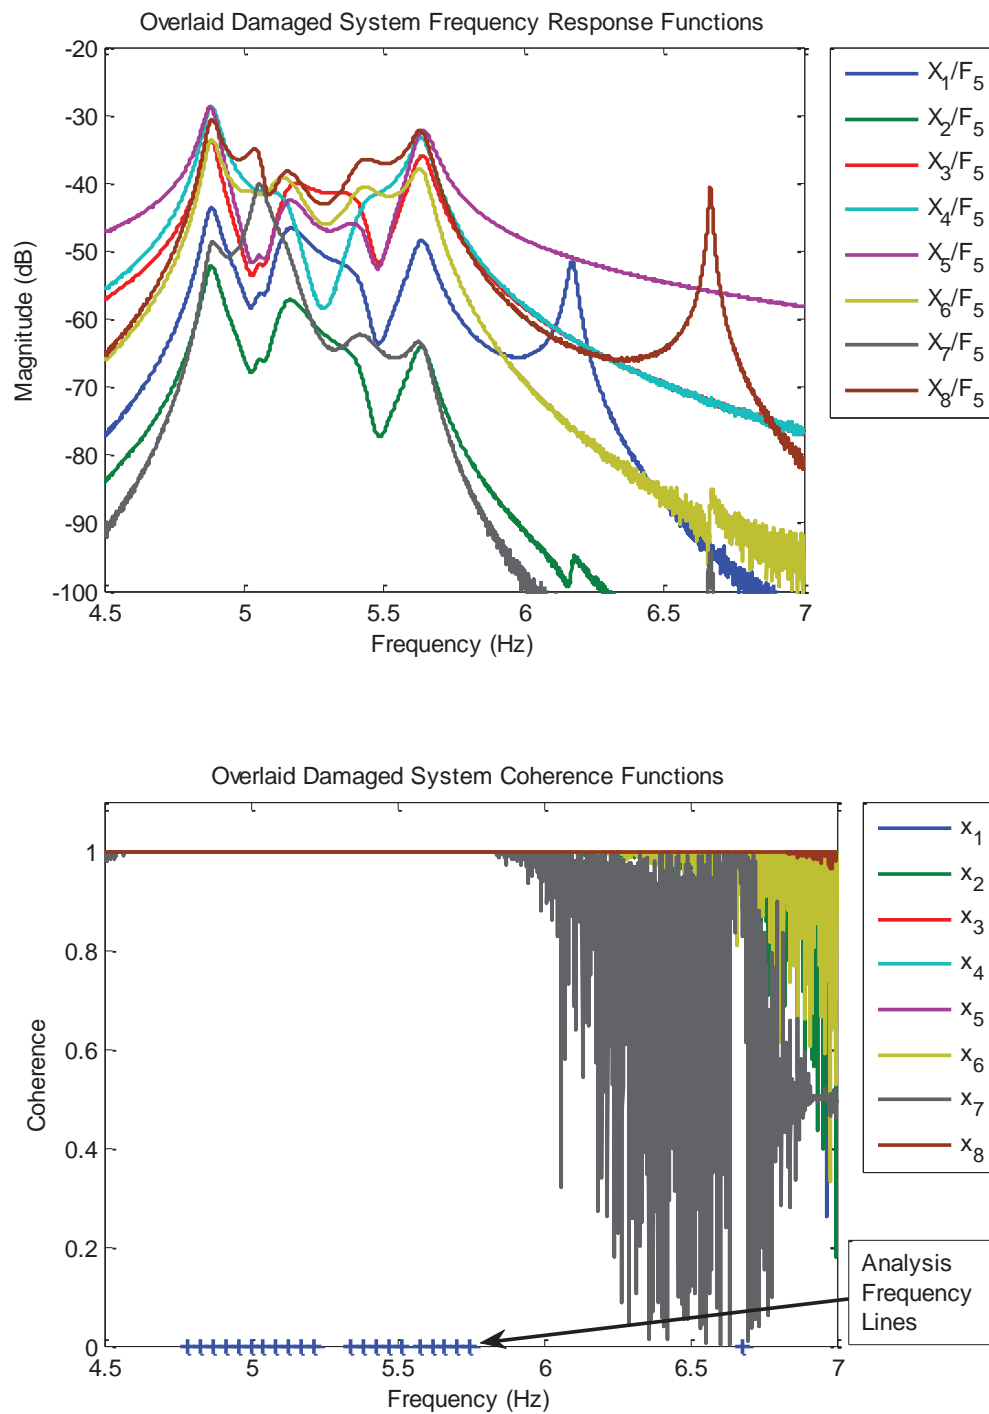 Overlaid Damaged System Frequency Response Functions
-20
-30
-40
-50
-60
-70
-80
-90
-100
Magnitude (dB)
4.5 5 5.5 6 6.5 7
Frequency (Hz)
X1/F5
X2/F5
X3/F5
X4/F5
X5/F5
X6/F5
X7/F5
X8/F5
Overlaid Damaged System Coherence Functions
1
0.8
0.6
0.4
0.2
0
Coherence
4.5 5 5.5 6 6.5 7
Frequency (Hz)
x1
x2
x3
x4
x5
x6
x7
x8
Analysis
Frequency
Lines